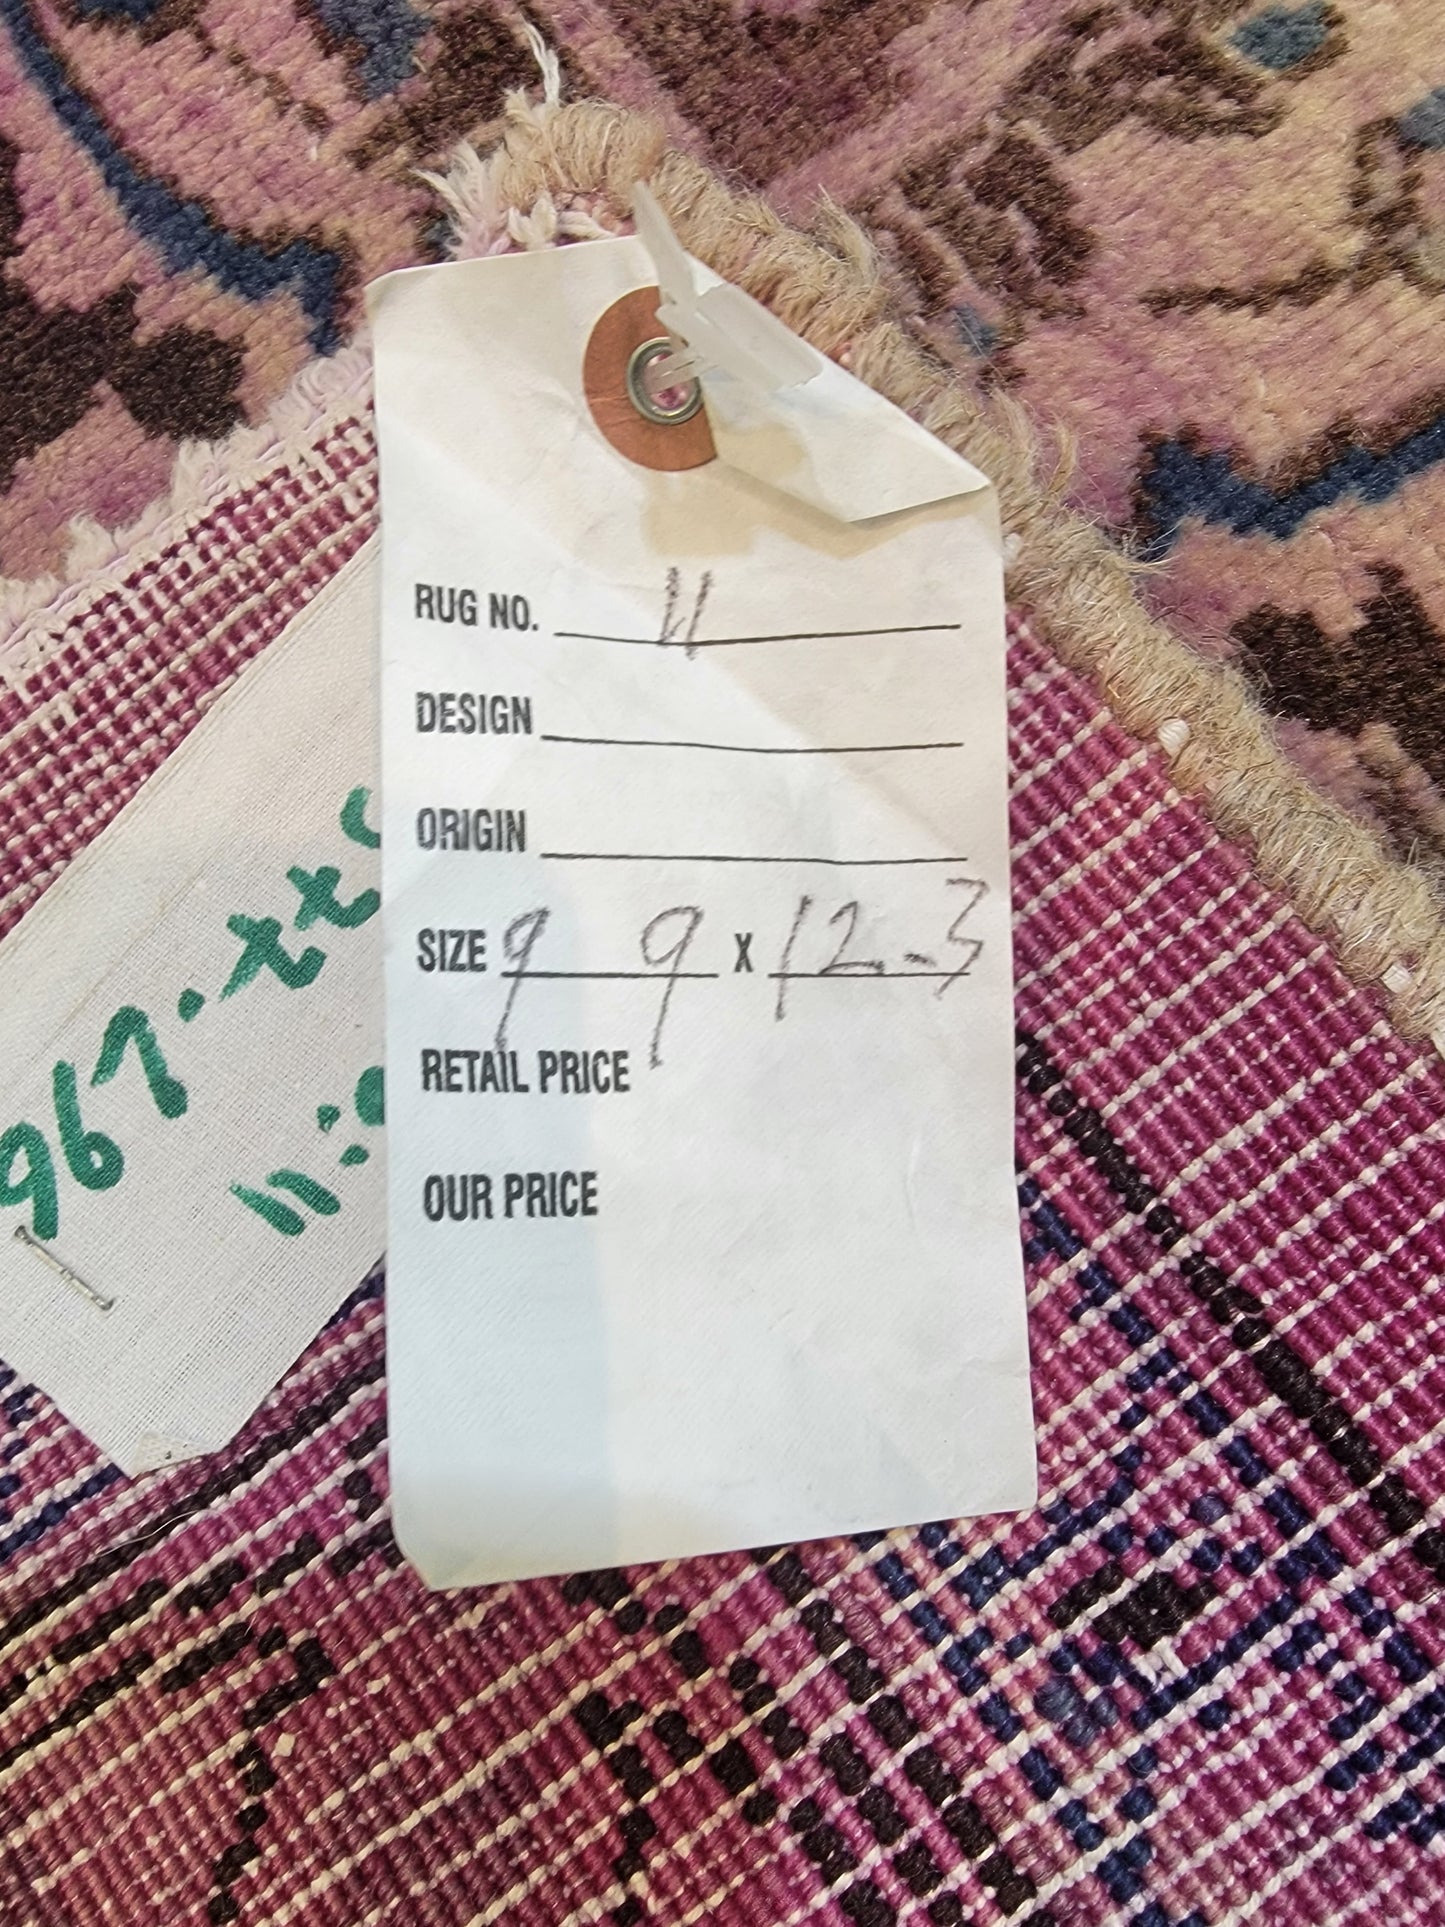 RUG NO. 11
DESIGN
ORIGIN
SIZE 9 9 X 12-3
RETAIL PRICE
OUR PRICE
967.